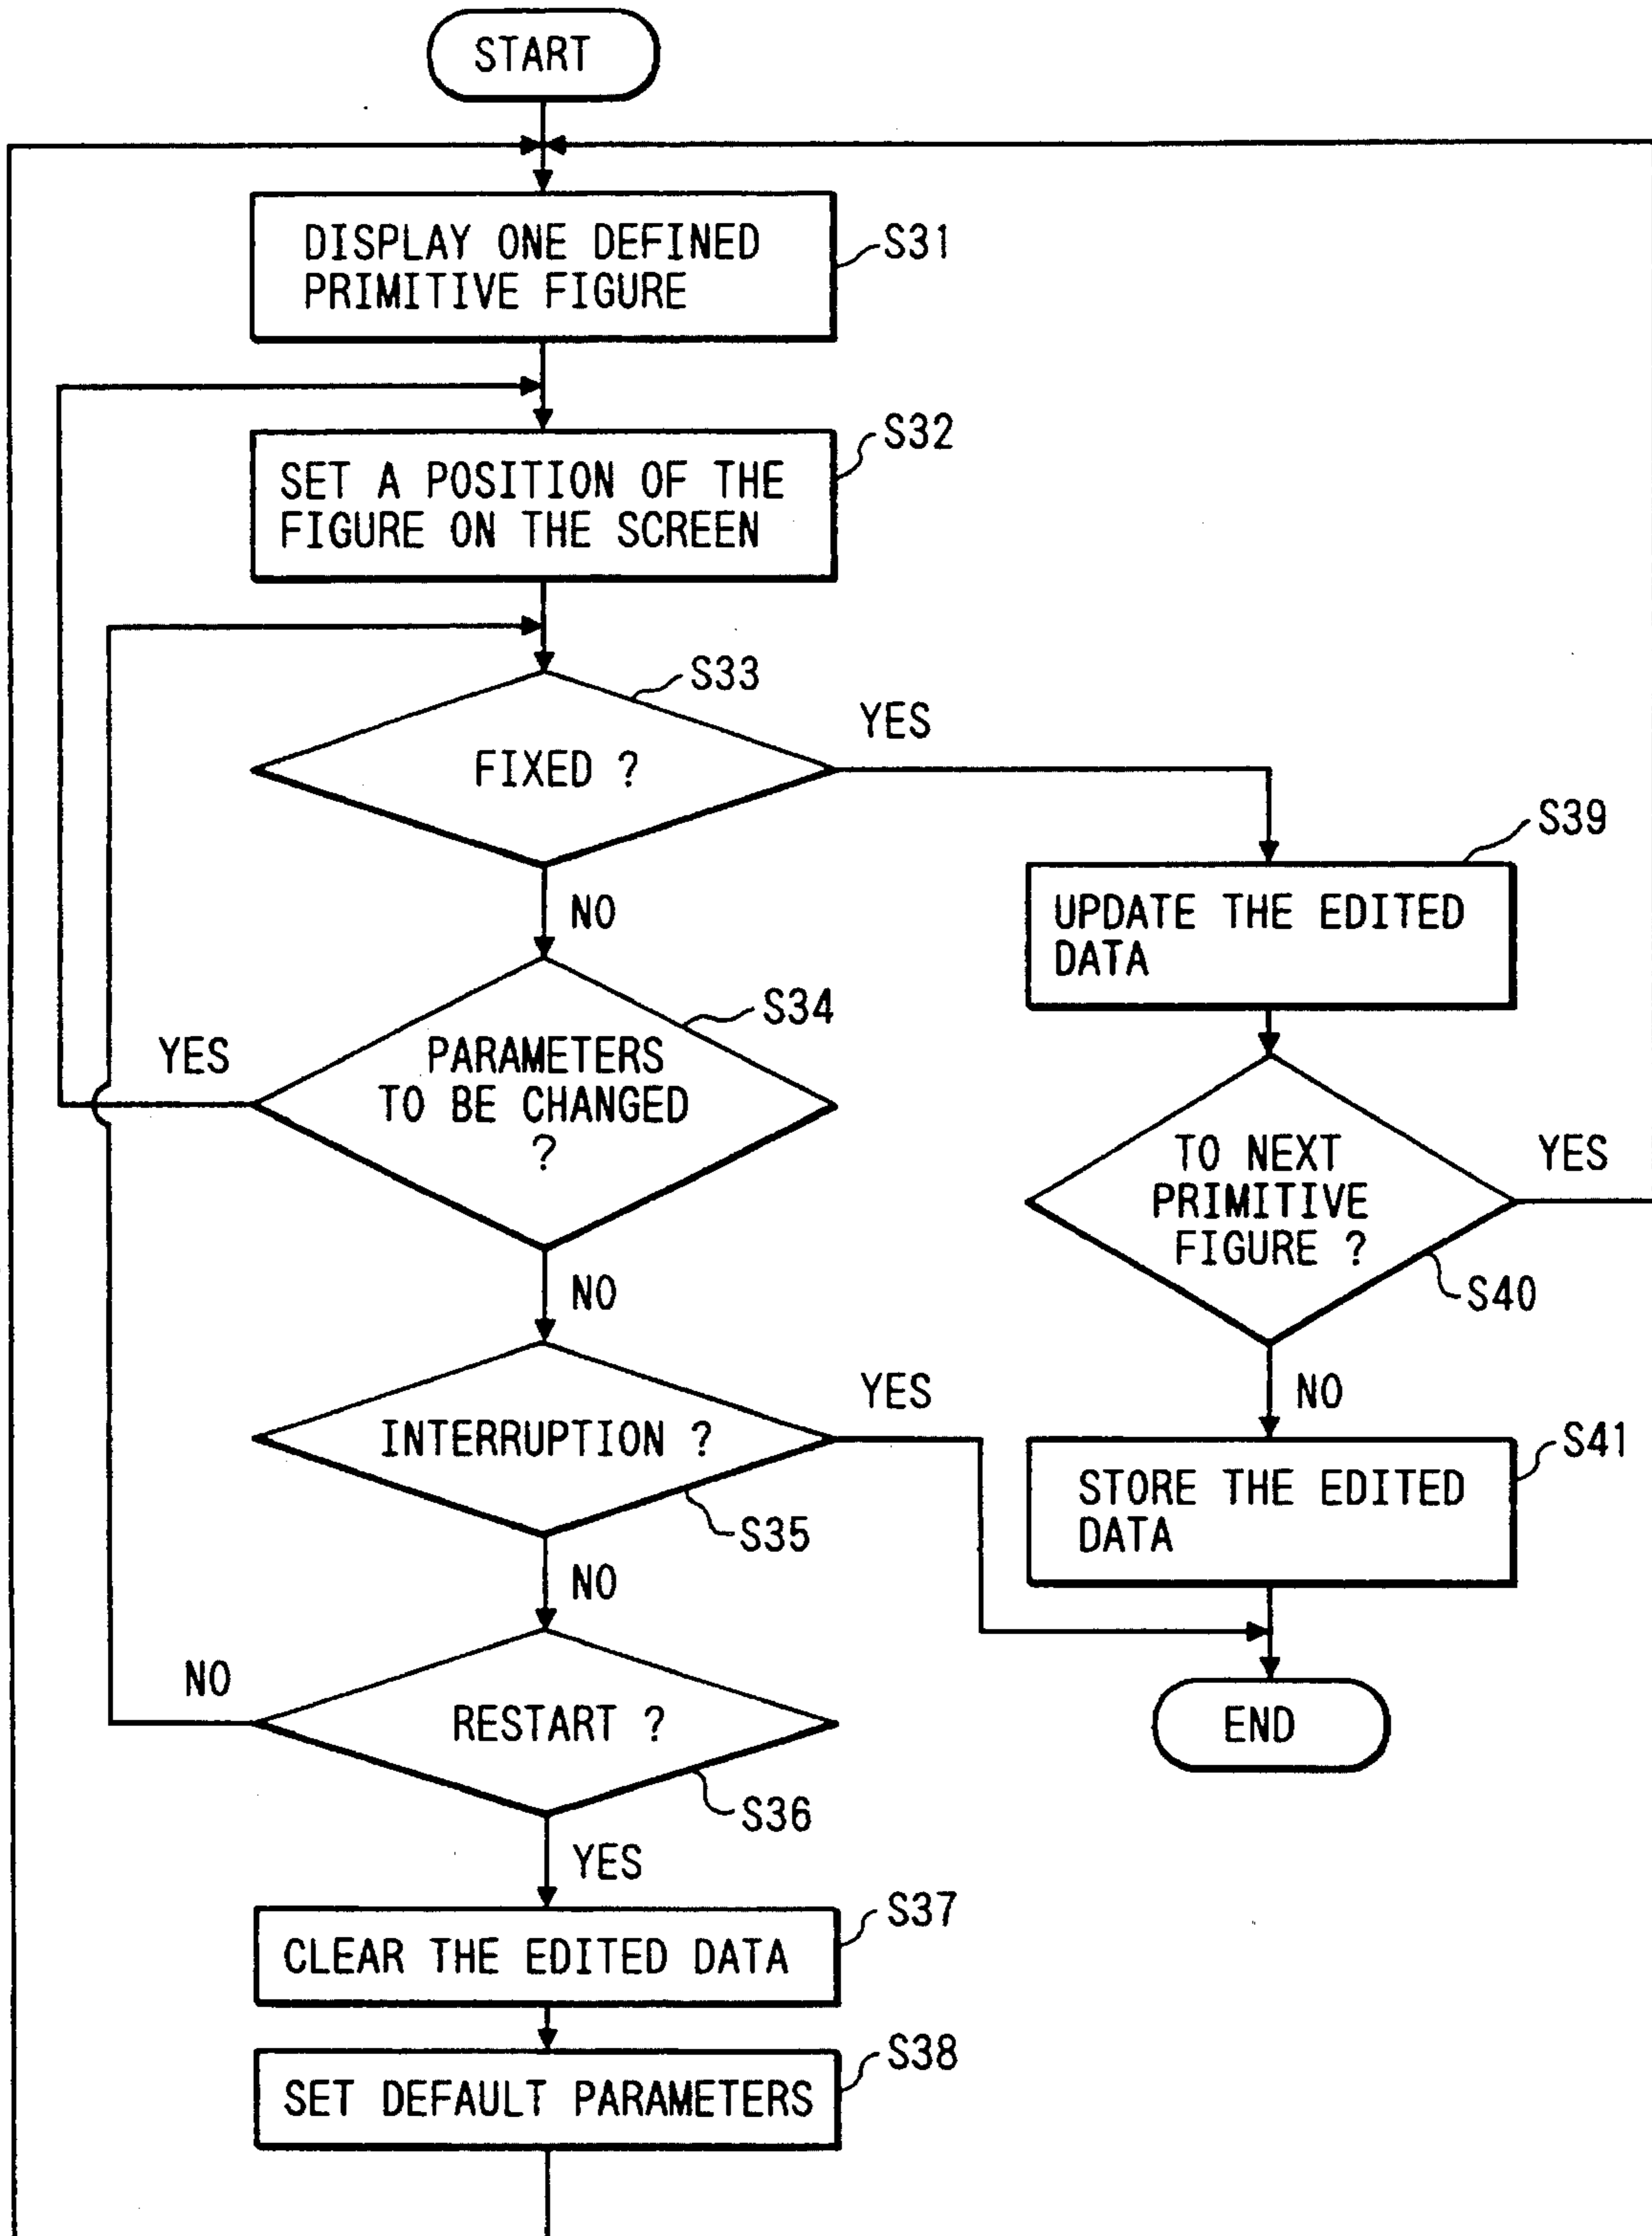 START
DISPLAY ONE DEFINED
PRIMITIVE FIGURE
S31
SET A POSITION OF THE
FIGURE ON THE SCREEN
S32
S33
FIXED ?
YES
NO
S34
PARAMETERS
TO BE CHANGED
?
YES
NO
INTERRUPTION ?
YES
S35
NO
RESTART ?
NO
S36
YES
S37
CLEAR THE EDITED DATA
S38
SET DEFAULT PARAMETERS
S39
UPDATE THE EDITED
DATA
TO NEXT
PRIMITIVE
FIGURE ?
YES
S40
NO
S41
STORE THE EDITED
DATA
END